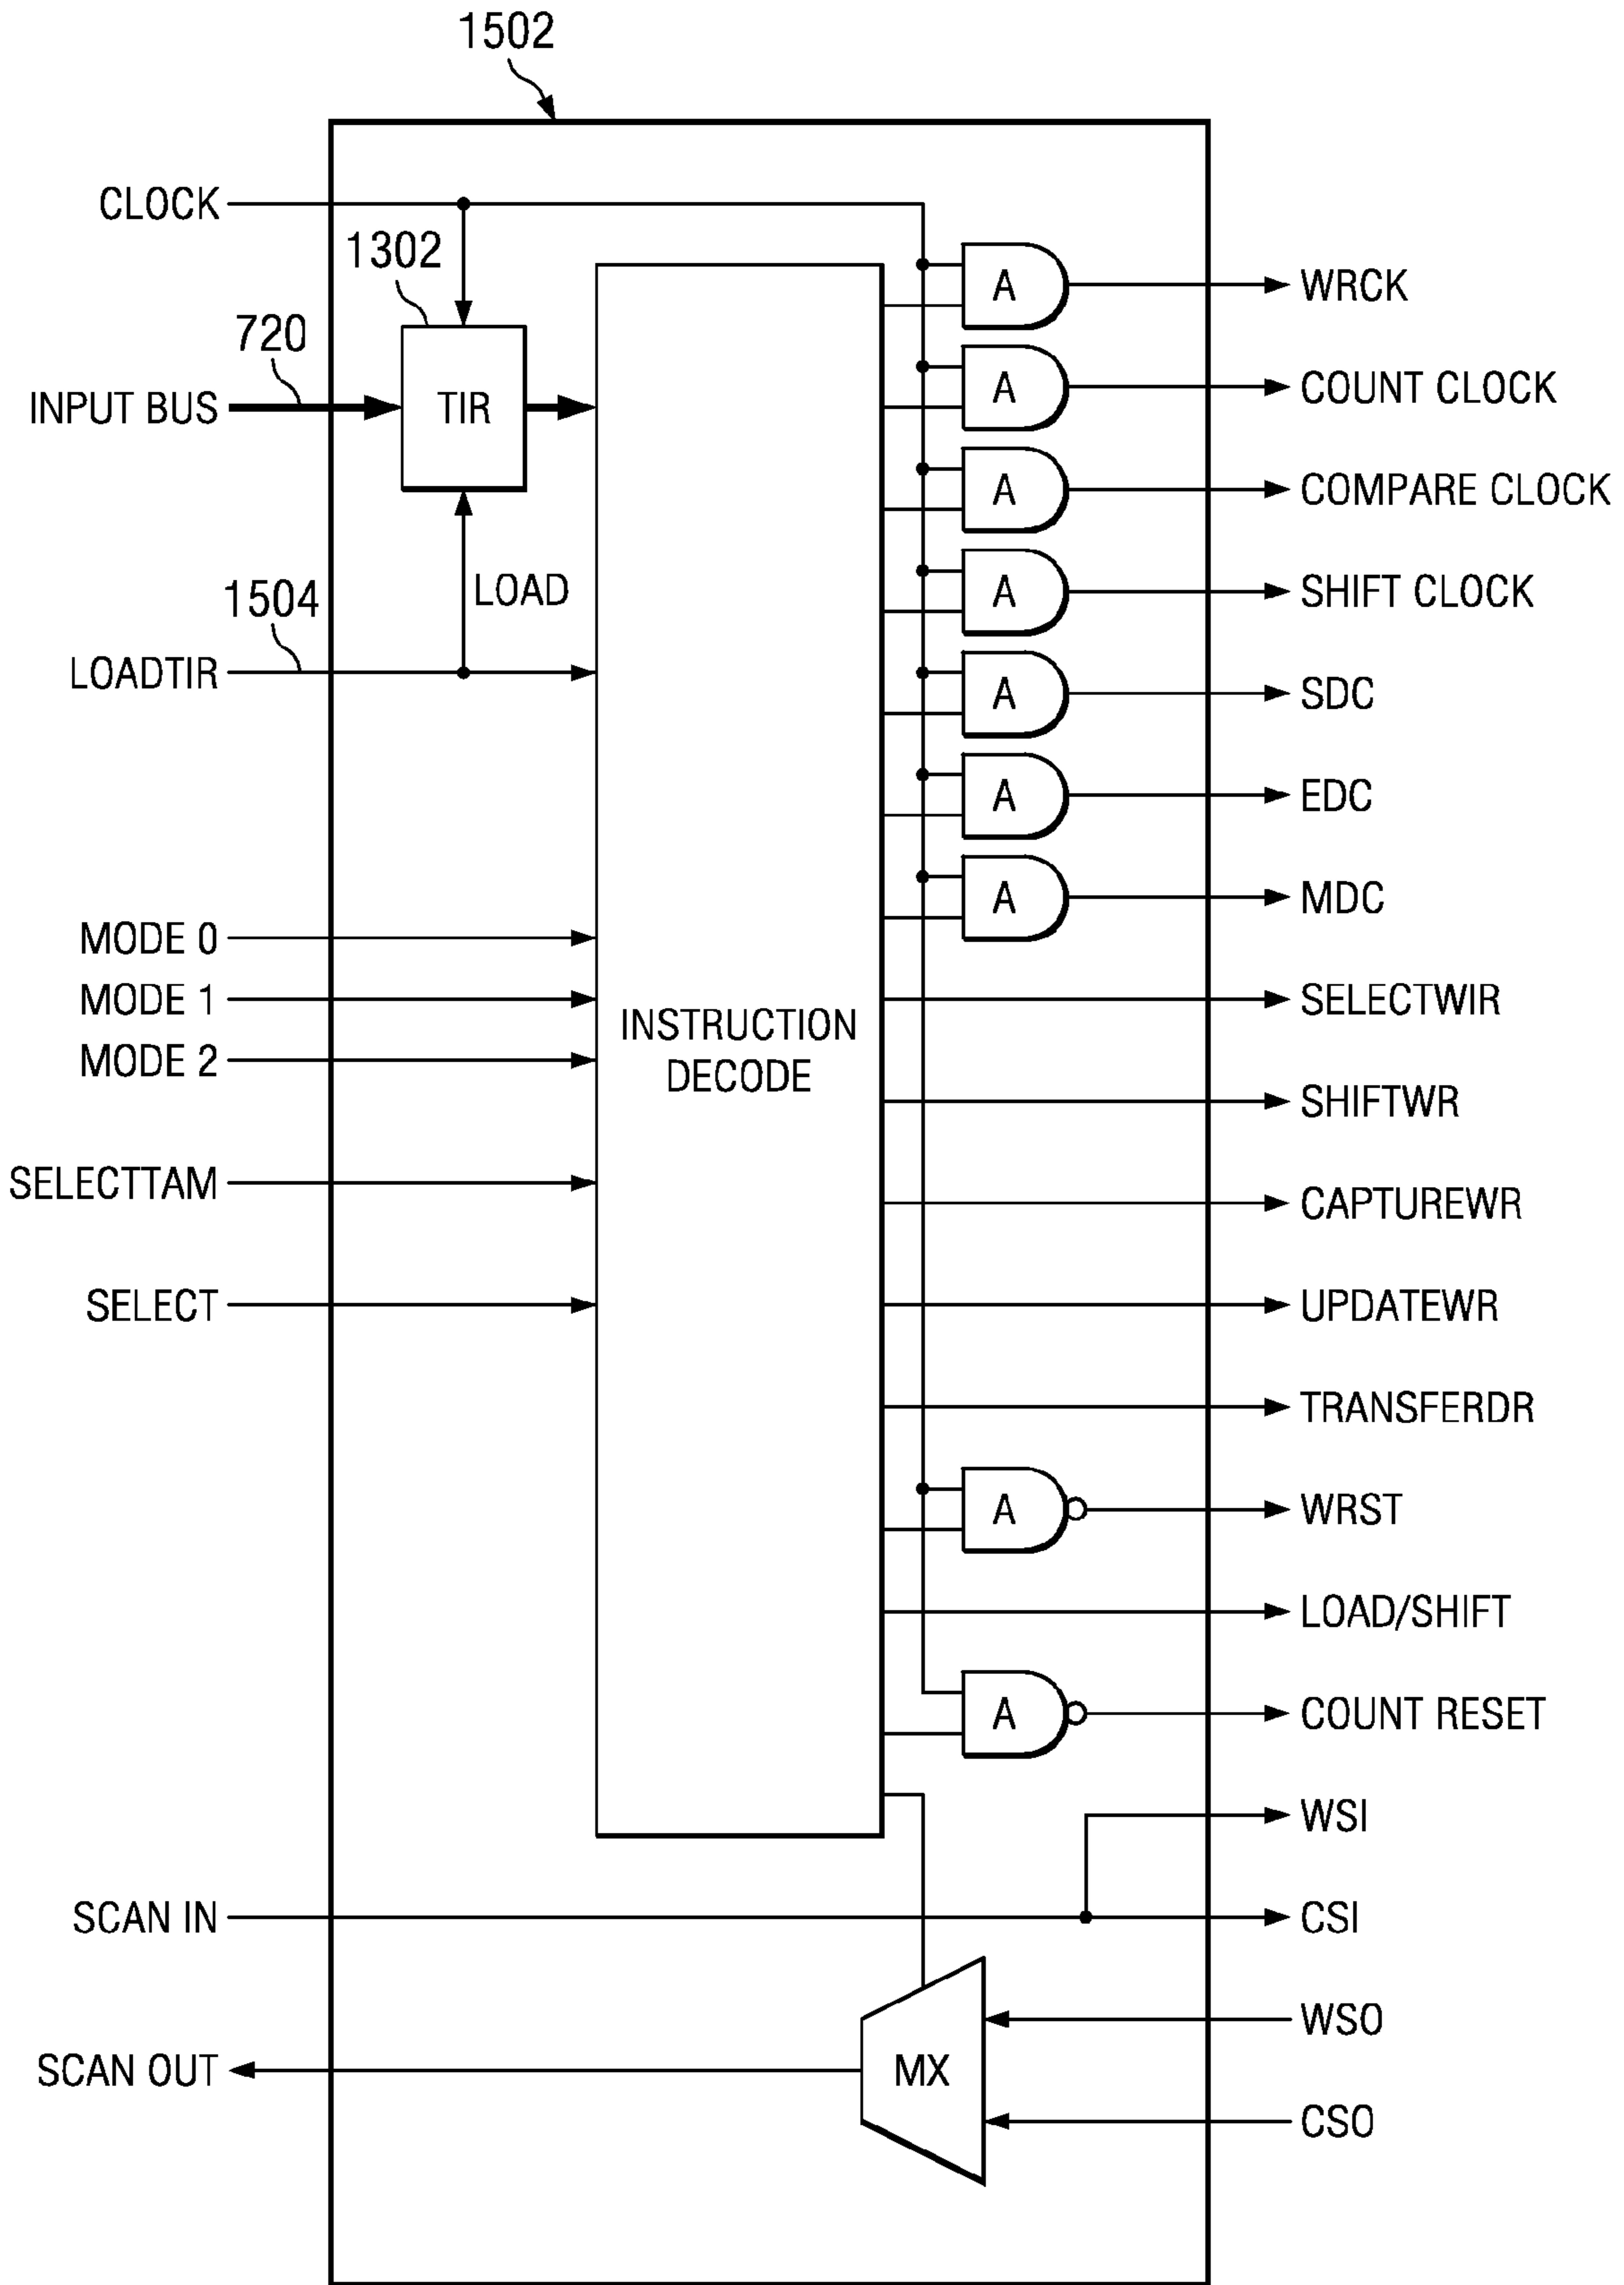 1502
CLOCK
1302
A
WRCK
720
INPUT BUS
TIR
A
COUNT CLOCK
A
COMPARE CLOCK
1504
LOAD
A
SHIFT CLOCK
LOADTIR
A
SDC
A
EDC
A
MDC
MODE 0
MODE 1
SELECTWIR
MODE 2
INSTRUCTION
DECODE
SHIFTWR
SELECTTAM
CAPTUREWR
SELECT
UPDATEWR
TRANSFERDR
A
WRST
LOAD/SHIFT
A
COUNT RESET
WSI
SCAN IN
CSI
WSO
SCAN OUT
MX
CSO